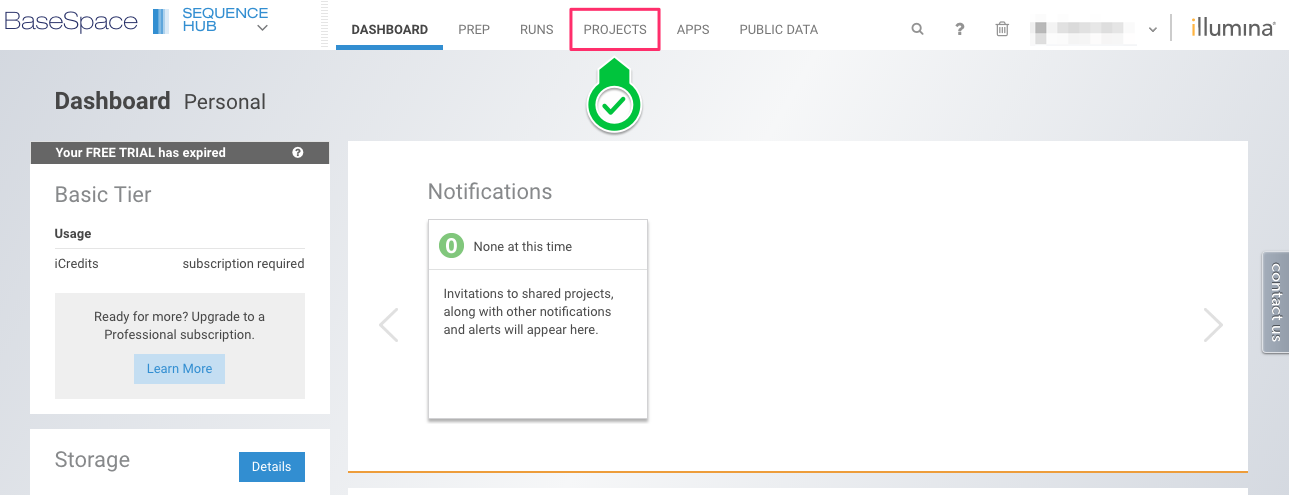 BaseSpace SEQUENCE HUB
DASHBOARD PREP RUNS PROJECTS APPS PUBLIC DATA ? illumina®
Dashboard Personal
Your FREE TRIAL has expired ?
Basic Tier
Usage
iCredits subscription required
Ready for more? Upgrade to a
Professional subscription.
Learn More
Storage Details
Notifications
0 None at this time
Invitations to shared projects,
along with other notifications
and alerts will appear here.
contact us